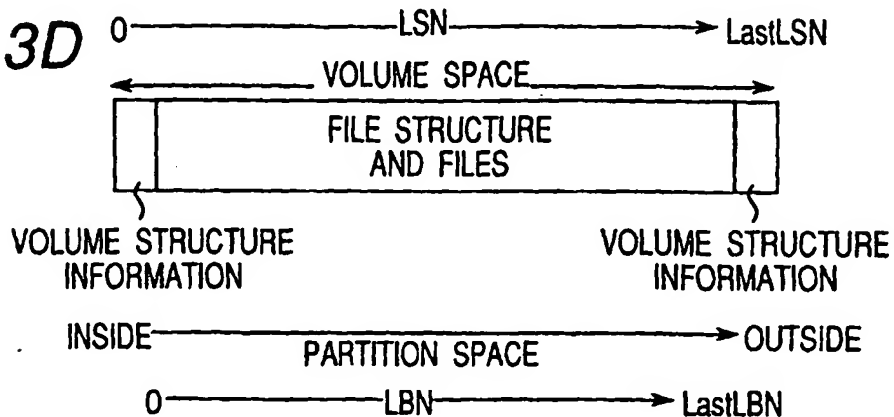 3D
0 LSN LastLSN
VOLUME SPACE
FILE STRUCTURE
AND FILES
VOLUME STRUCTURE
INFORMATION
VOLUME STRUCTURE
INFORMATION
INSIDE PARTITION SPACE OUTSIDE
0 LBN LastLBN